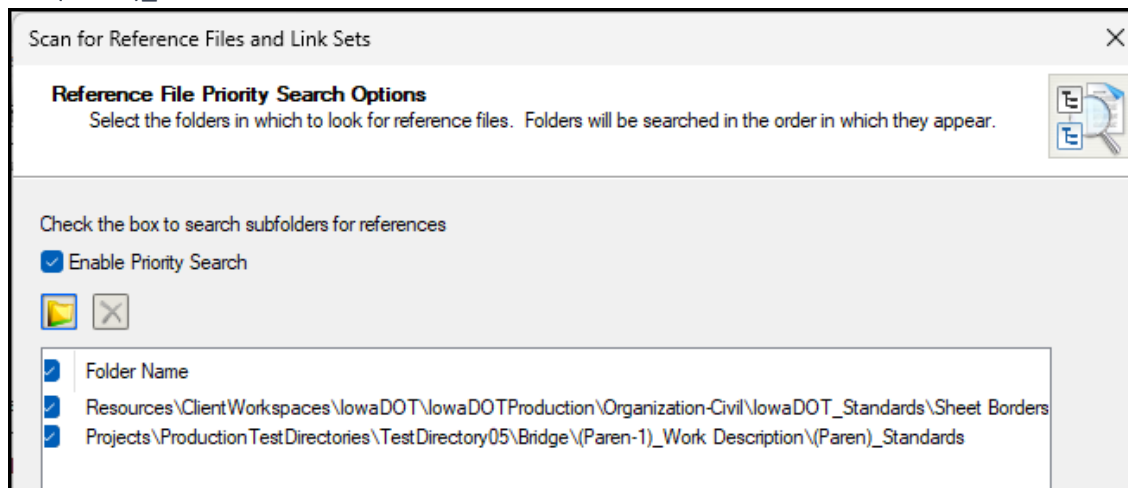 Scan for Reference Files and Link Sets
Reference File Priority Search Options
Select the folders in which to look for reference files. Folders will be searched in the order in which they appear.
Check the box to search subfolders for references
Enable Priority Search
Folder Name
Resources\ClientWorkspaces\IowaDOT\IowaDOTProduction\Organization-Civil\IowaDOT_Standards\Sheet Borders
Projects\ProductionTestDirectories\TestDirectory05\Bridge\(Paren-1)_Work Description\(Paren)_Standards